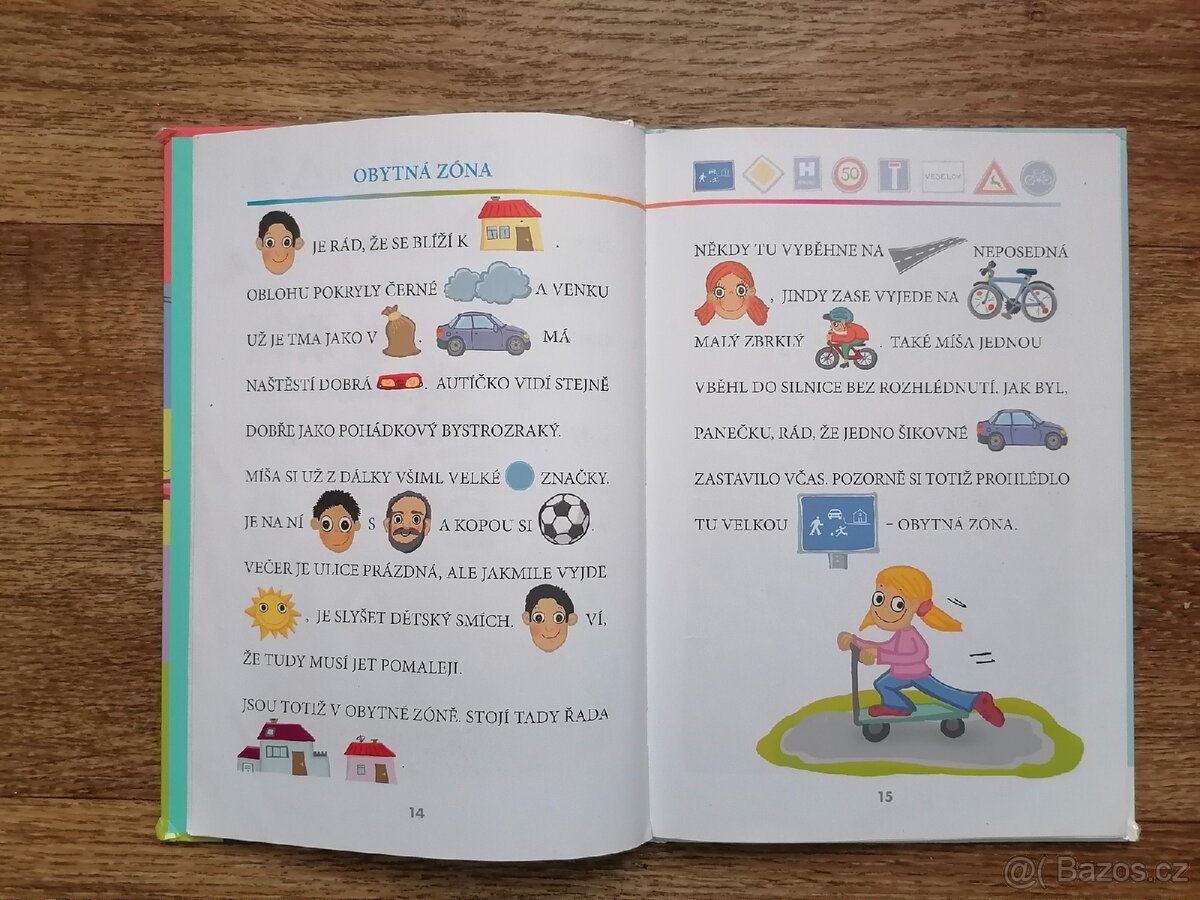 OBYTNÁ ZÓNA
JE RÁD, ŽE SE BLÍŽÍ K .
OBLOHU POKRYLY ČERNÉ A VENKU
UŽ JE TMA JAKO V . MÁ
NAŠTĚSTÍ DOBRÁ . AUTÍČKO VIDÍ STEJNĚ
DOBŘE JAKO POHÁDKOVÝ BYSTROZRAKÝ.
MÍŠA SI UŽ Z DÁLKY VŠIML VELKÉ ZNAČKY.
JE NA NÍ S A KOPOU SI .
VEČER JE ULICE PRÁZDNÁ, ALE JAKMILE VYJDE
, JE SLYŠET DĚTSKÝ SMÍCH. VÍ,
ŽE TUDY MUSÍ JET POMALEJI.
JSOU TOTIŽ V OBYTNÉ ZÓNĚ. STOJÍ TADY ŘADA
.
14
H
50
VESELOV
NĚKDY TU VYBĚHNE NA NEPOSEDNÁ
, JINDY ZASE VYJEDE NA
MALÝ ZBRKLÝ . TAKÉ MÍŠA JEDNOU
VBĚHL DO SILNICE BEZ ROZHLÉDNUTÍ. JAK BYL,
PANEČKU, RÁD, ŽE JEDNO ŠIKOVNÉ
ZASTAVILO VČAS. POZORNĚ SI TOTIŽ PROHLÉDLO
TU VELKOU – OBYTNÁ ZÓNA.
15
Bazos.cz